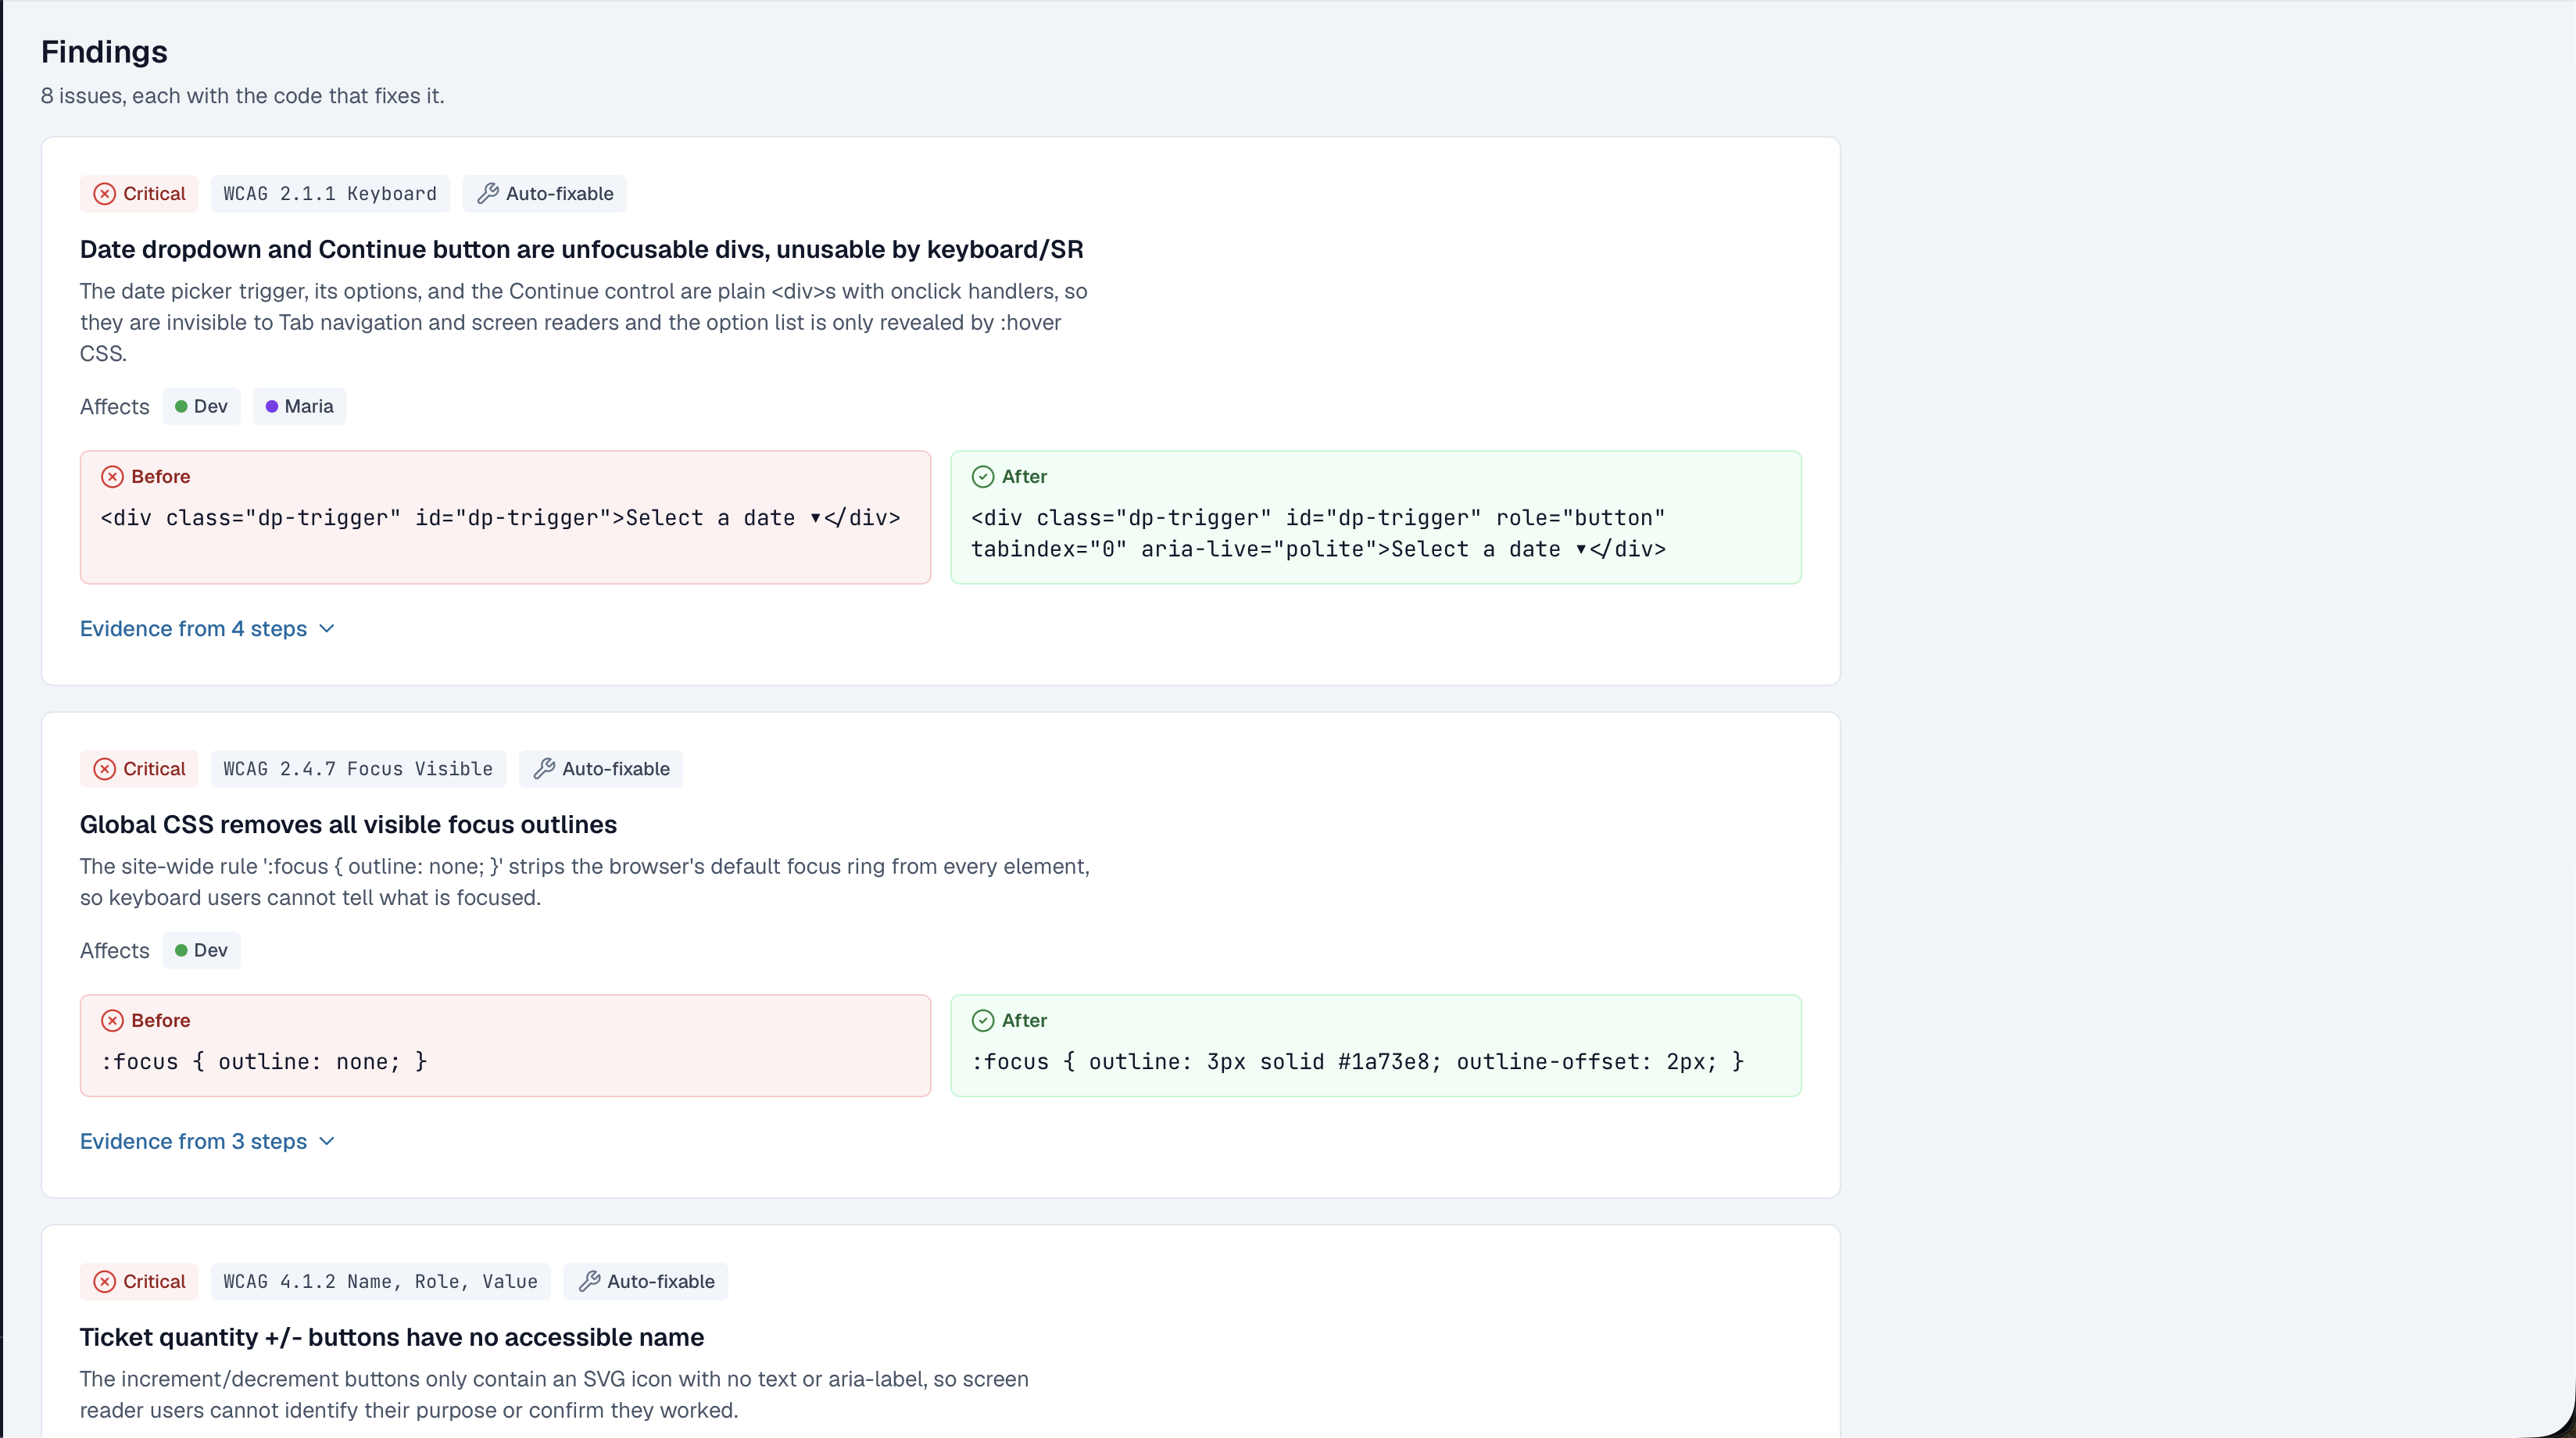 Findings
8 issues, each with the code that fixes it.
Critical WCAG 2.1.1 Keyboard Auto-fixable
Date dropdown and Continue button are unfocusable divs, unusable by keyboard/SR
The date picker trigger, its options, and the Continue control are plain <div>s with onclick handlers, so
they are invisible to Tab navigation and screen readers and the option list is only revealed by :hover
CSS.
Affects Dev Maria
Before
<div class="dp-trigger" id="dp-trigger">Select a date ▾</div>
After
<div class="dp-trigger" id="dp-trigger" role="button"
tabindex="0" aria-live="polite">Select a date ▾</div>
Evidence from 4 steps
Critical WCAG 2.4.7 Focus Visible Auto-fixable
Global CSS removes all visible focus outlines
The site-wide rule ':focus { outline: none; }' strips the browser's default focus ring from every element,
so keyboard users cannot tell what is focused.
Affects Dev
Before
:focus { outline: none; }
After
:focus { outline: 3px solid #1a73e8; outline-offset: 2px; }
Evidence from 3 steps
Critical WCAG 4.1.2 Name, Role, Value Auto-fixable
Ticket quantity +/- buttons have no accessible name
The increment/decrement buttons only contain an SVG icon with no text or aria-label, so screen
reader users cannot identify their purpose or confirm they worked.